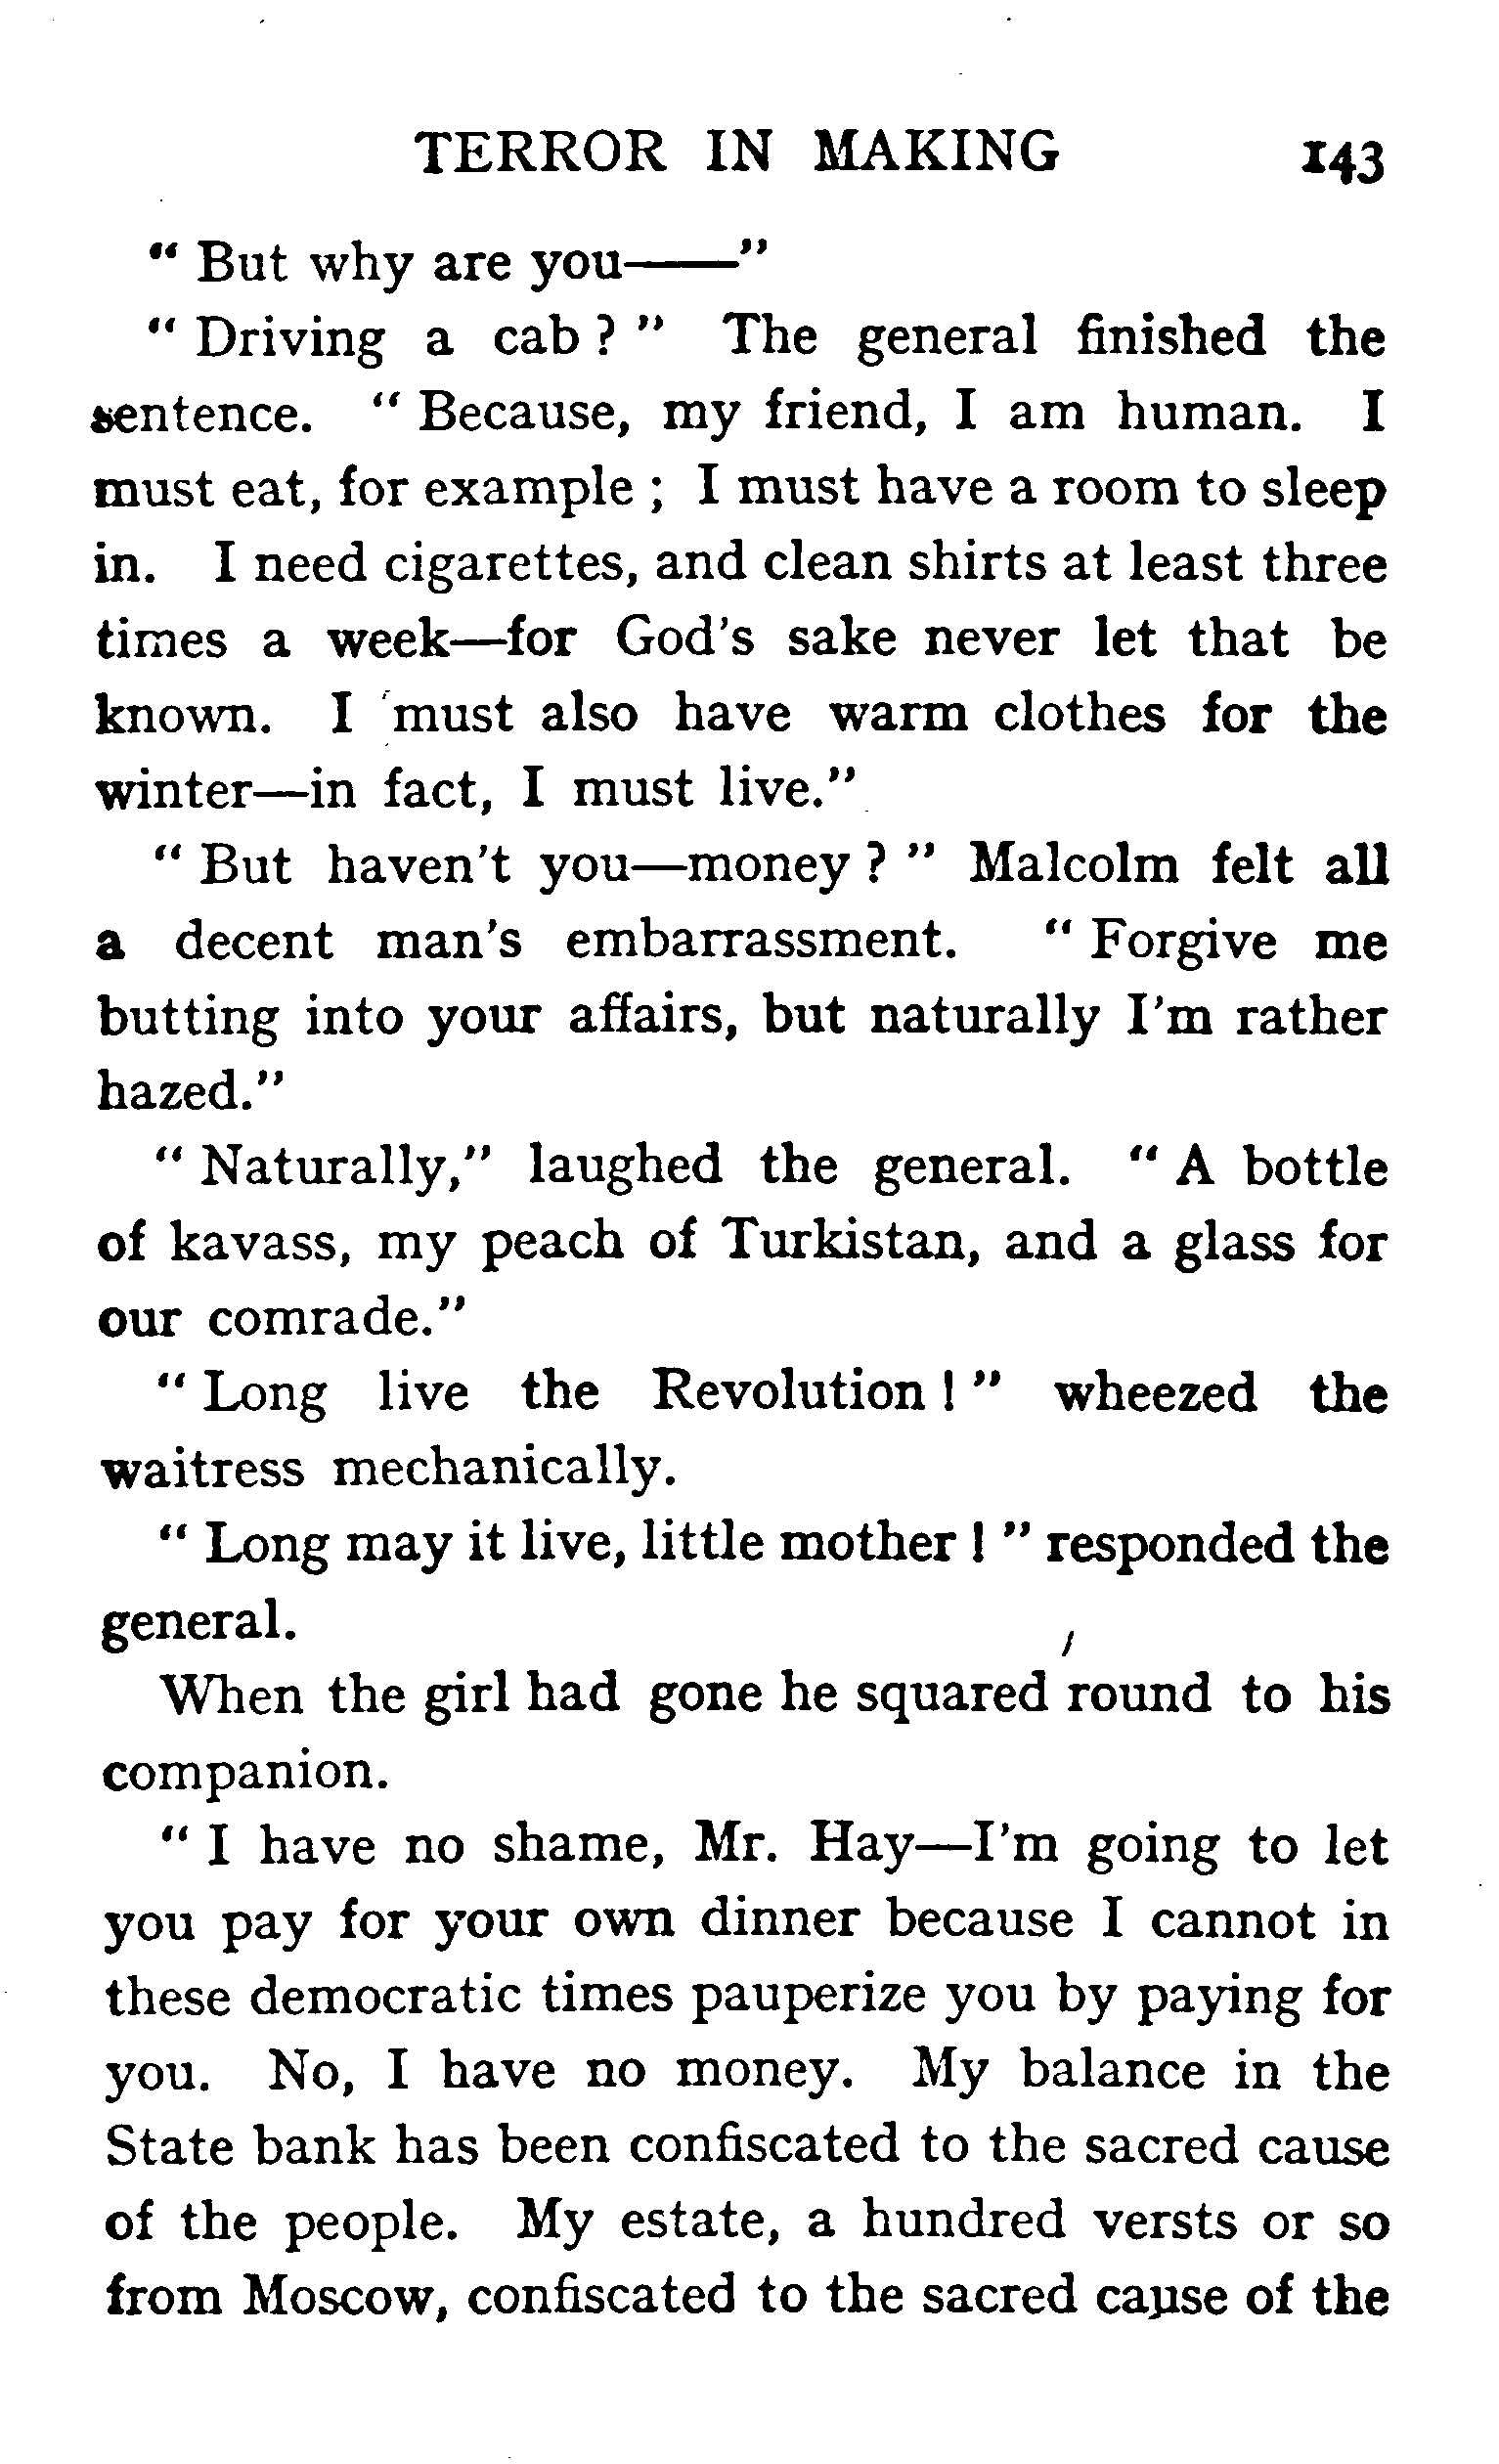 TERROR IN MAKING 143
" But why are you——"
" Driving a cab ? " The general finished the
sentence. " Because, my friend, I am human. I
must eat, for example ; I must have a room to sleep
in. I need cigarettes, and clean shirts at least three
times a week—for God's sake never let that be
known. I must also have warm clothes for the
winter—in fact, I must live."
" But haven't you—money ? " Malcolm felt all
a decent man's embarrassment. " Forgive me
butting into your affairs, but naturally I'm rather
hazed."
" Naturally," laughed the general. " A bottle
of kavass, my peach of Turkistan, and a glass for
our comrade."
" Long live the Revolution ! " wheezed the
waitress mechanically.
" Long may it live, little mother ! " responded the
general.
When the girl had gone he squared round to his
companion.
" I have no shame, Mr. Hay—I'm going to let
you pay for your own dinner because I cannot in
these democratic times pauperize you by paying for
you. No, I have no money. My balance in the
State bank has been confiscated to the sacred cause
of the people. My estate, a hundred versts or so
from Moscow, confiscated to the sacred cause of the